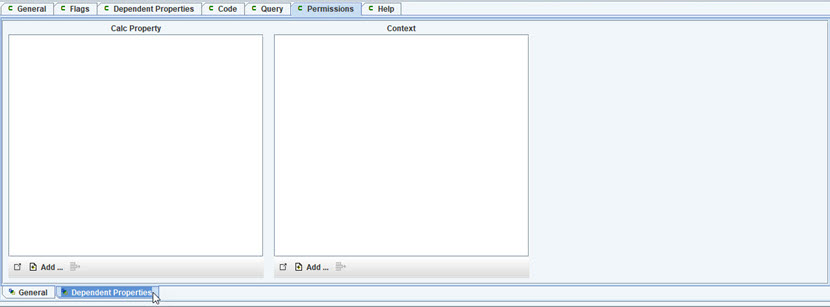 General Flags Dependent Properties Code Query Permissions Help
Calc Property Context
Add ... Add ...
General Dependent Properties